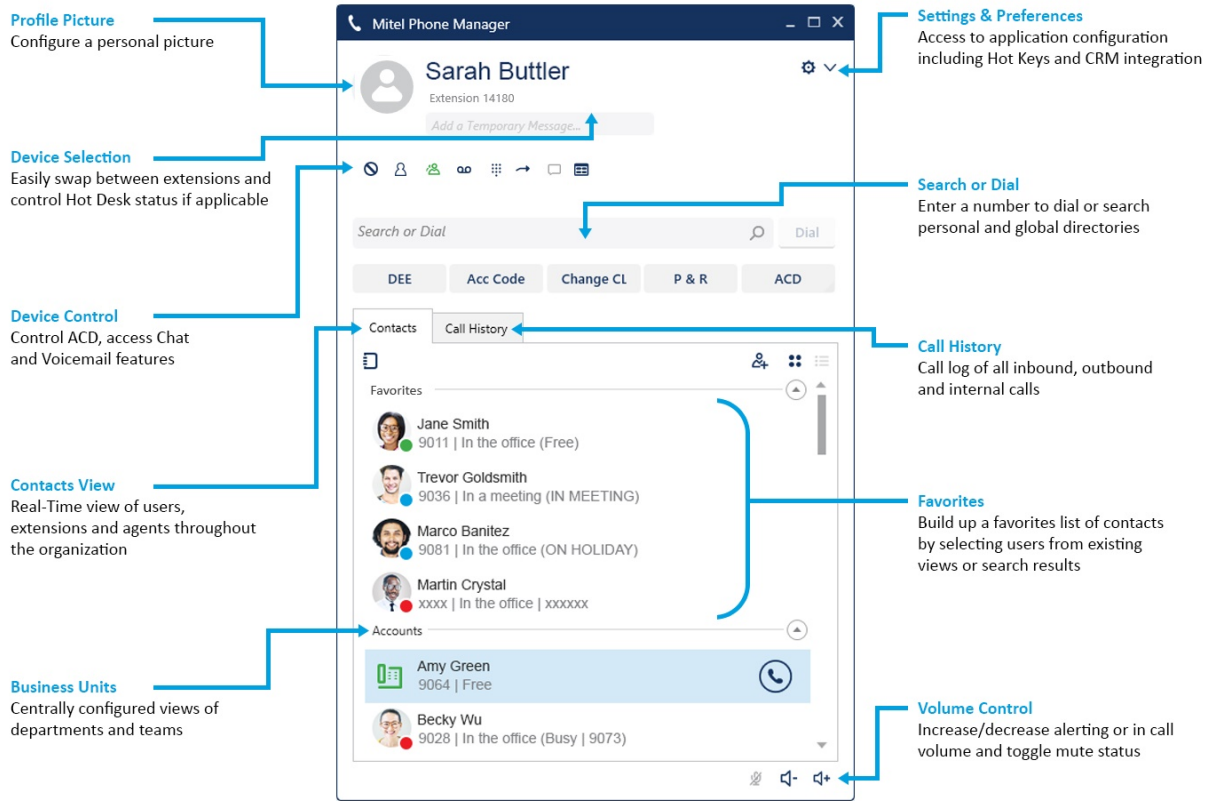 Profile Picture
Configure a personal picture
Device Selection
Easily swap between extensions and
control Hot Desk status if applicable
Device Control
Control ACD, access Chat
and Voicemail features
Contacts View
Real-Time view of users,
extensions and agents throughout
the organization
Business Units
Centrally configured views of
departments and teams
Mitel Phone Manager
Sarah Buttler
Extension 14180
Add a Temporary Message...
Search or Dial
Dial
DEE
Acc Code
Change CL
P & R
ACD
Contacts
Call History
Favorites
Jane Smith
9011 | In the office (Free)
Trevor Goldsmith
9036 | In a meeting (IN MEETING)
Marco Banitez
9081 | In the office (ON HOLIDAY)
Martin Crystal
xxxx | In the office | xxxxxx
Accounts
Amy Green
9064 | Free
Becky Wu
9028 | In the office (Busy | 9073)
Settings & Preferences
Access to application configuration
including Hot Keys and CRM integration
Search or Dial
Enter a number to dial or search
personal and global directories
Call History
Call log of all inbound, outbound
and internal calls
Favorites
Build up a favorites list of contacts
by selecting users from existing
views or search results
Volume Control
Increase/decrease alerting or in call
volume and toggle mute status